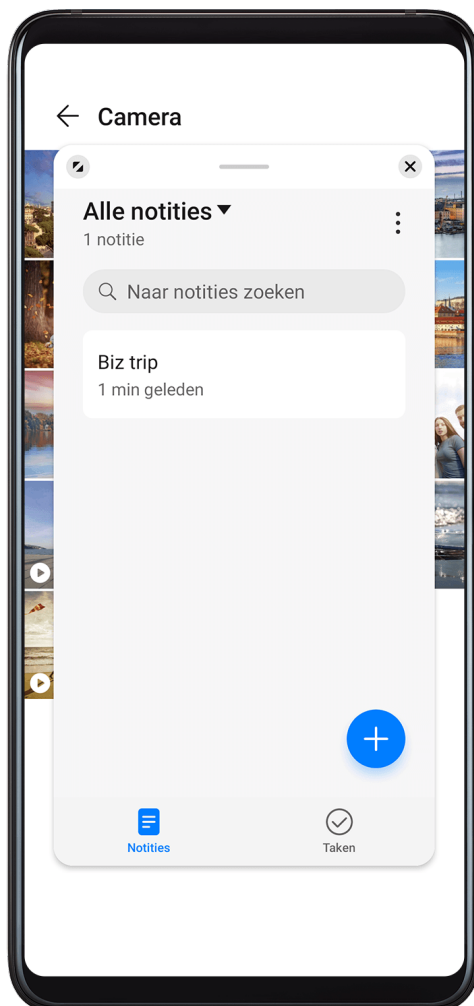 Camera
Alle notities
1 notitie
Naar notities zoeken
Biz trip
1 min geleden
Notities
Taken